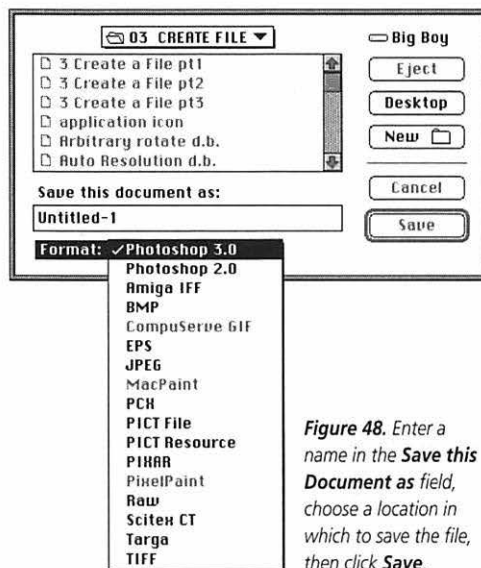 03 CREATE FILE
3 Create a File pt1
3 Create a File pt2
3 Create a File pt3
application icon
Arbitrary rotate d.b.
Auto Resolution d.b.
Save this document as:
Untitled-1
Format: ✓Photoshop 3.0
Photoshop 2.0
Amiga IFF
BMP
CompuServe GIF
EPS
JPEG
MacPaint
PCX
PICT File
PICT Resource
PIXAR
PixelPaint
Raw
Scitex CT
Targa
TIFF
Big Boy
Eject
Desktop
New
Cancel
Save
Figure 48. Enter a
name in the Save this
Document as field,
choose a location in
which to save the file,
then click Save.